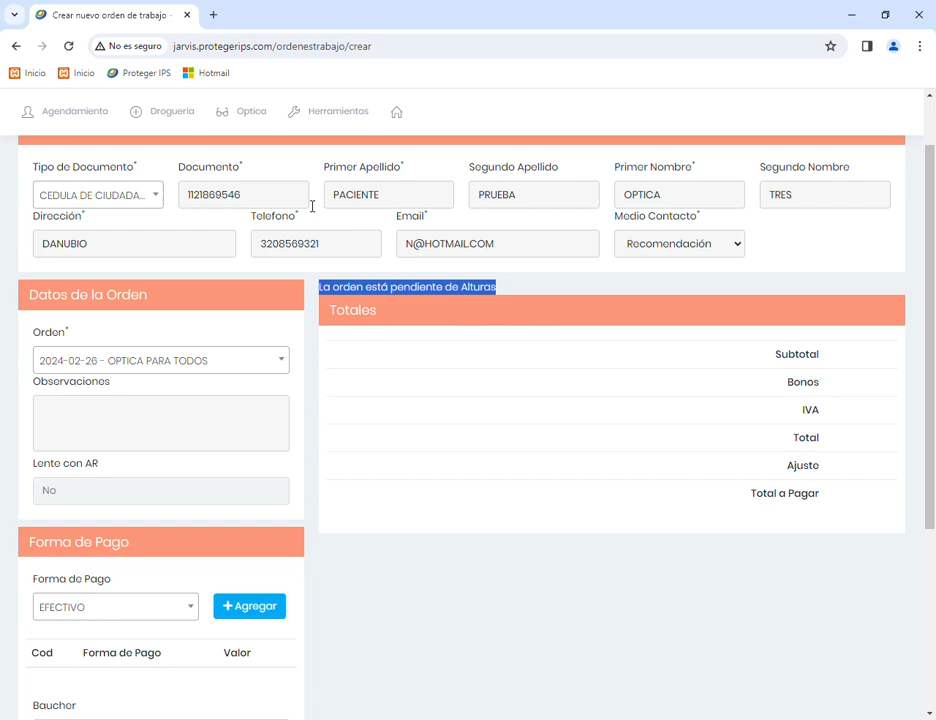 Crear nuevo orden de trabajo -
No es seguro
jarvis.protegerips.com/ordenestrabajo/crear
Inicio
Inicio
Proteger IPS
Hotmail
Agendamiento
Droguería
Optica
Herramientas
Tipo de Documento* Documento* Primer Apellido* Segundo Apellido Primer Nombre* Segundo Nombre
CEDULA DE CIUDADA... 1121869546 PACIENTE PRUEBA OPTICA TRES
Dirección* Telefono* Email* Medio Contacto*
DANUBIO 3208569321 N@HOTMAIL.COM Recomendación
Datos de la Orden
Orden*
2024-02-26 - OPTICA PARA TODOS
Observaciones
Lente con AR
No
La orden está pendiente de Alturas
Totales
Subtotal
Bonos
IVA
Total
Ajuste
Total a Pagar
Forma de Pago
Forma de Pago
EFECTIVO
+ Agregar
Cod Forma de Pago Valor
Baucher